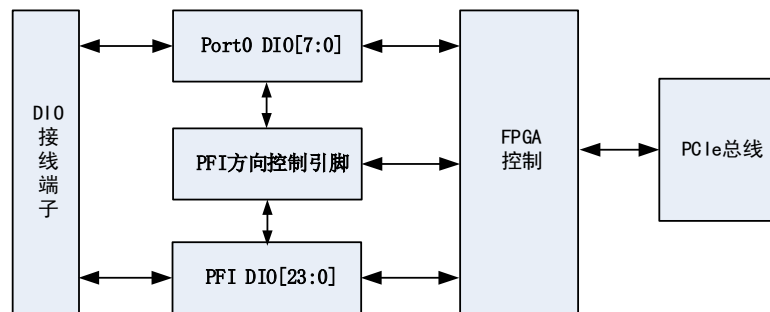 DIO
接
线
端
子
Port0 DIO[7:0]
PFI方向控制引脚
PFI DIO[23:0]
FPGA
控制
PCIe总线